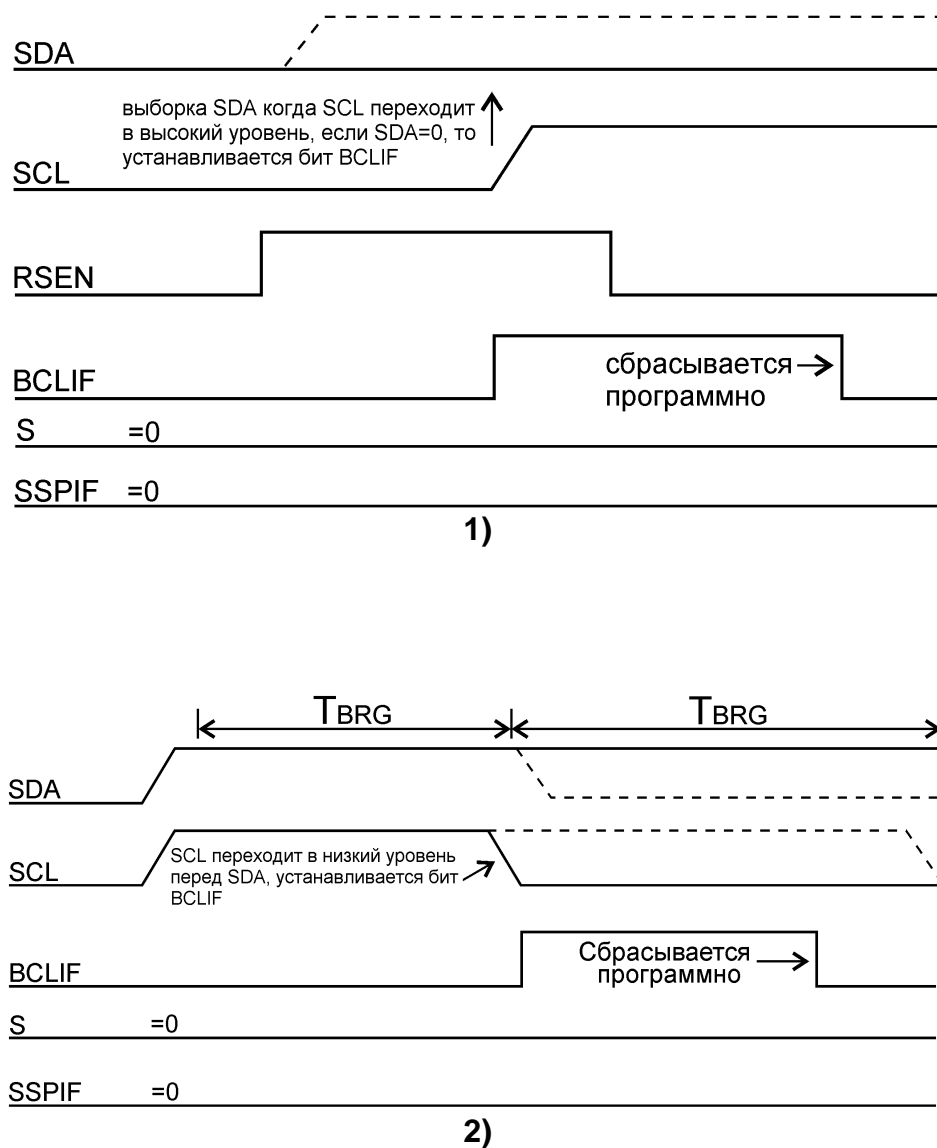 SDA
выборка SDA когда SCL переходит
в высокий уровень, если SDA=0, то
устанавливается бит BCLIF
SCL
RSEN
BCLIF
сбрасывается
программно
S =0
SSPIF =0
1)
TBRG TBRG
SDA
SCL
SCL переходит в низкий уровень
перед SDA, устанавливается бит
BCLIF
BCLIF
Сбрасывается
программно
S =0
SSPIF =0
2)